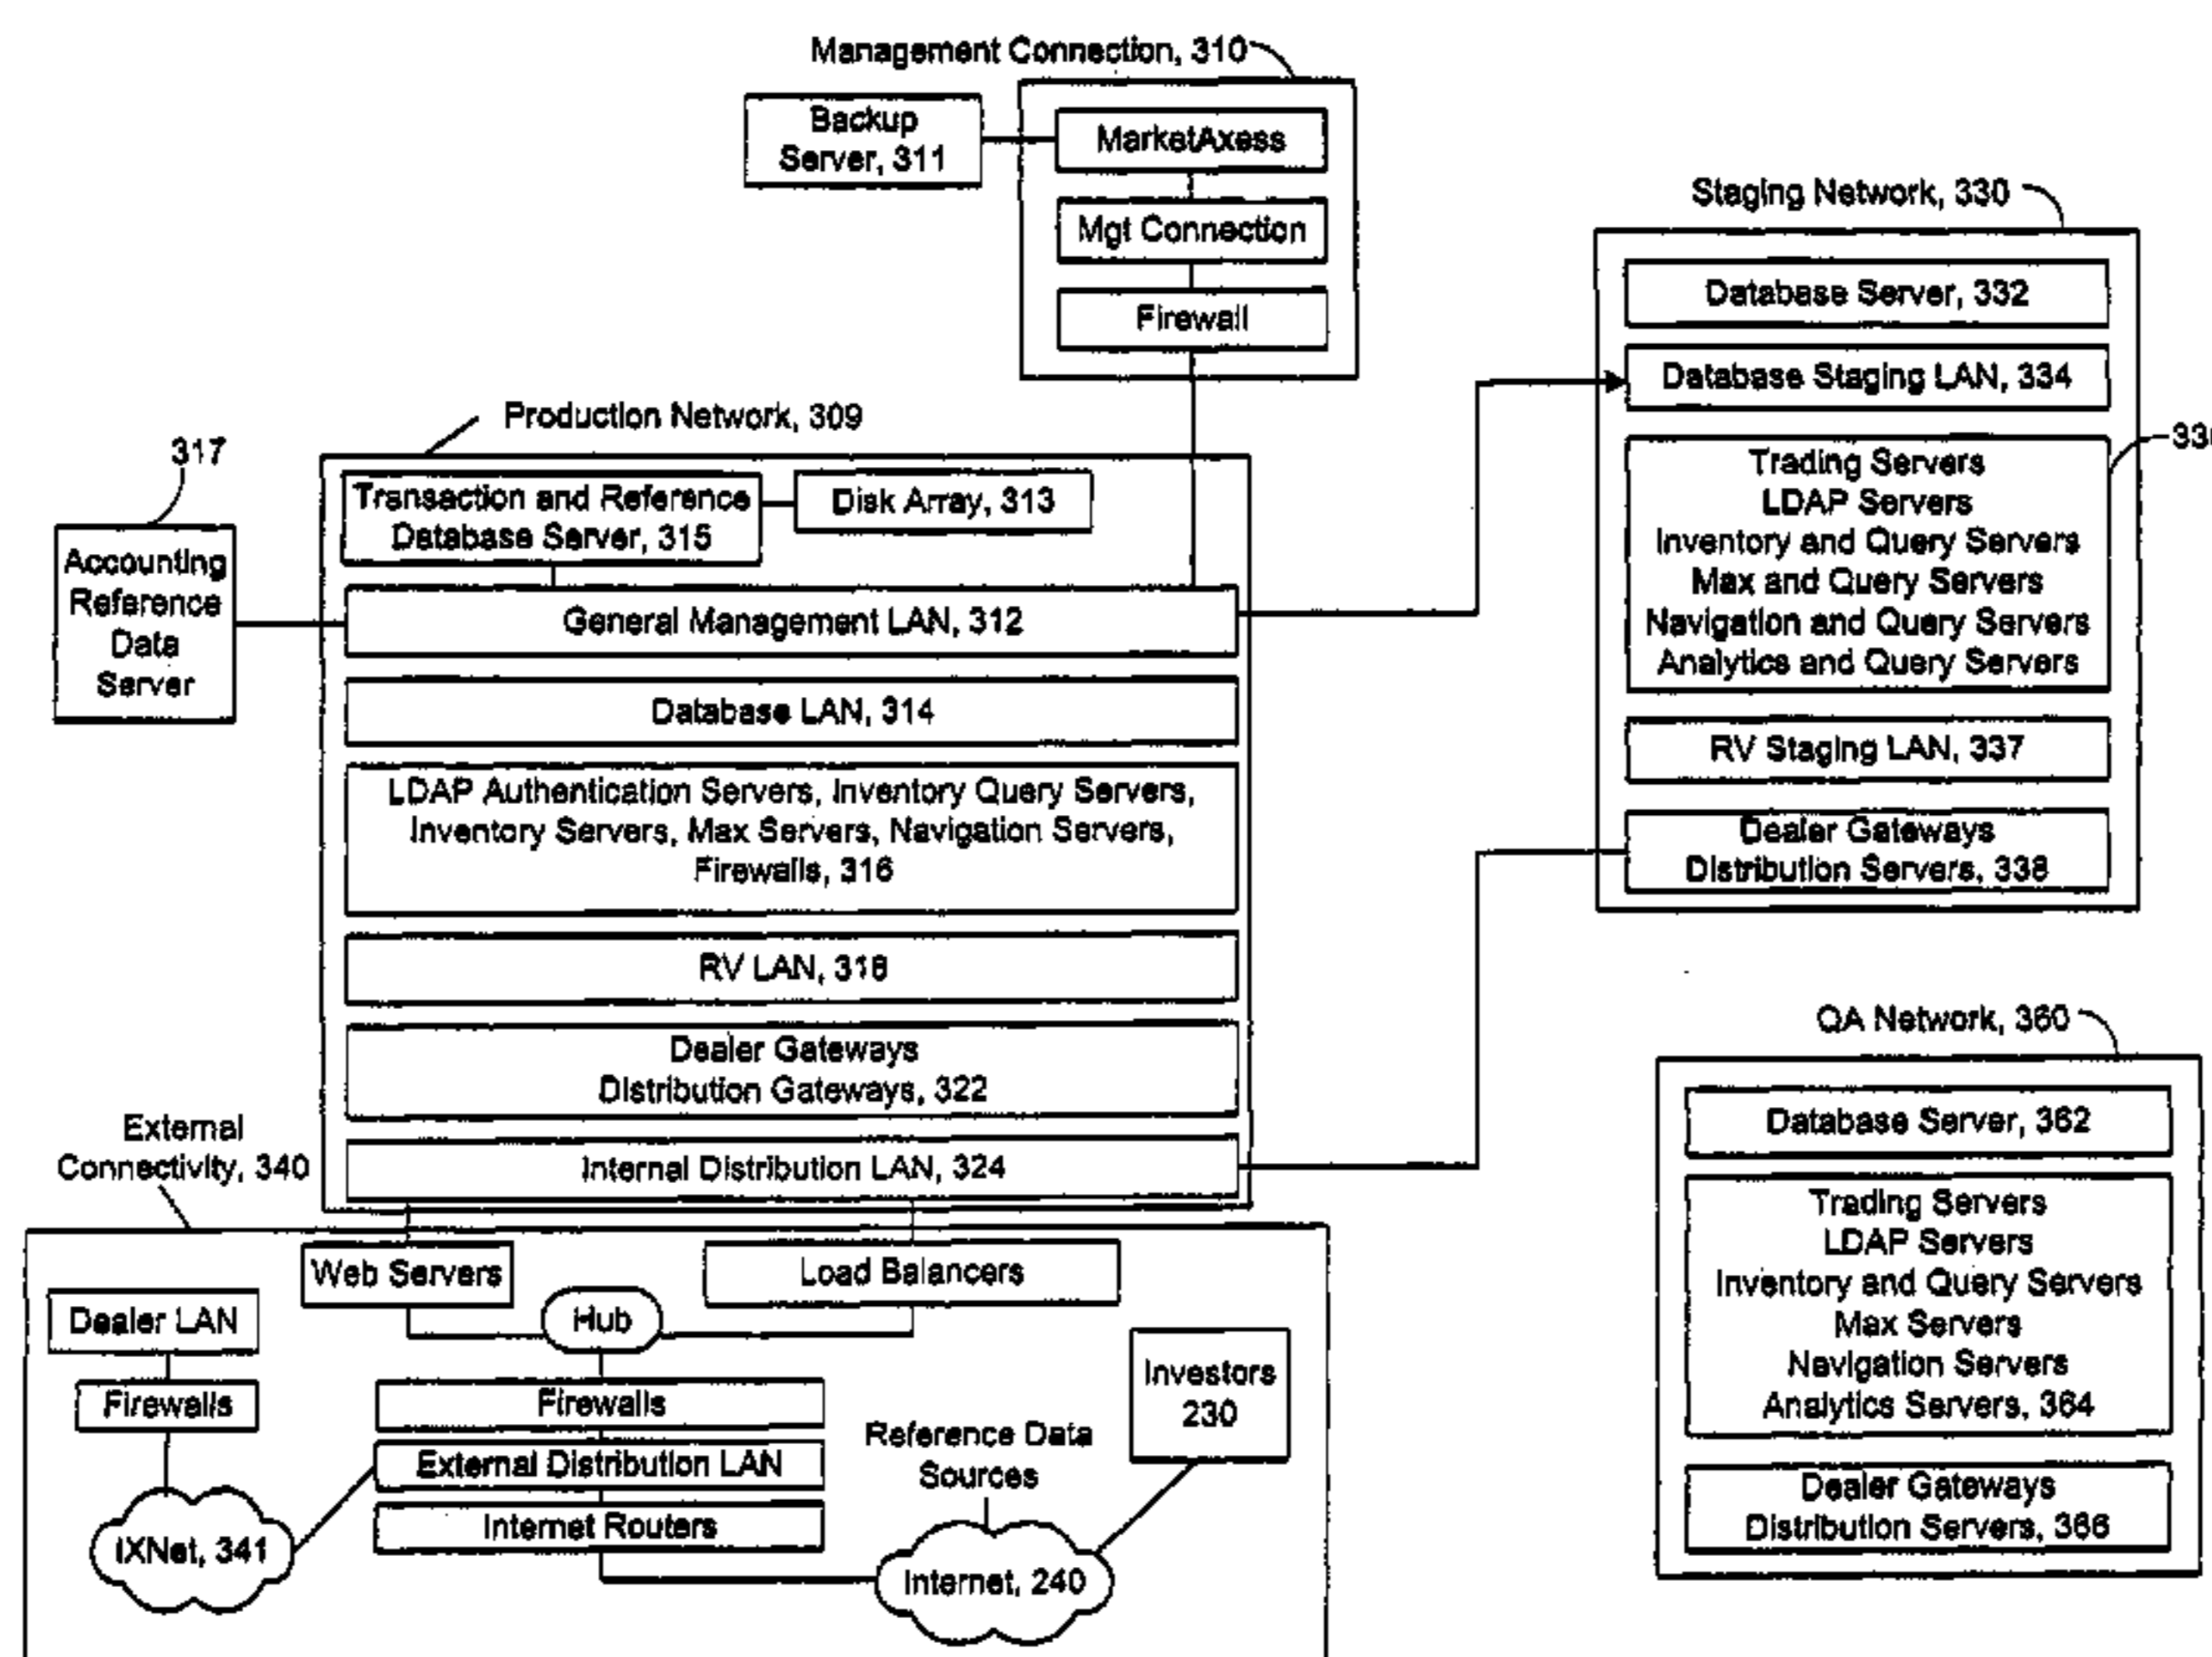 Management Connection, 310
Backup
Server, 311
MarketAxess
Mgt Connection
Firewall
Staging Network, 330
Database Server, 332
Database Staging LAN, 334
Trading Servers
LDAP Servers
Inventory and Query Servers
Max and Query Servers
Navigation and Query Servers
Analytics and Query Servers
RV Staging LAN, 337
Dealer Gateways
Distribution Servers, 338
Production Network, 309
317
Accounting
Reference
Data
Server
Transaction and Reference
Database Server, 315
Disk Array, 313
General Management LAN, 312
Database LAN, 314
LDAP Authentication Servers, Inventory Query Servers,
Inventory Servers, Max Servers, Navigation Servers,
Firewalls, 316
RV LAN, 318
Dealer Gateways
Distribution Gateways, 322
Internal Distribution LAN, 324
External
Connectivity, 340
Web Servers
Load Balancers
Hub
Dealer LAN
Firewalls
IXNet, 341
Firewalls
External Distribution LAN
Internet Routers
Reference Data
Sources
Investors
230
Internet, 240
QA Network, 360
Database Server, 362
Trading Servers
LDAP Servers
Inventory and Query Servers
Max Servers
Navigation Servers
Analytics Servers, 364
Dealer Gateways
Distribution Servers, 366